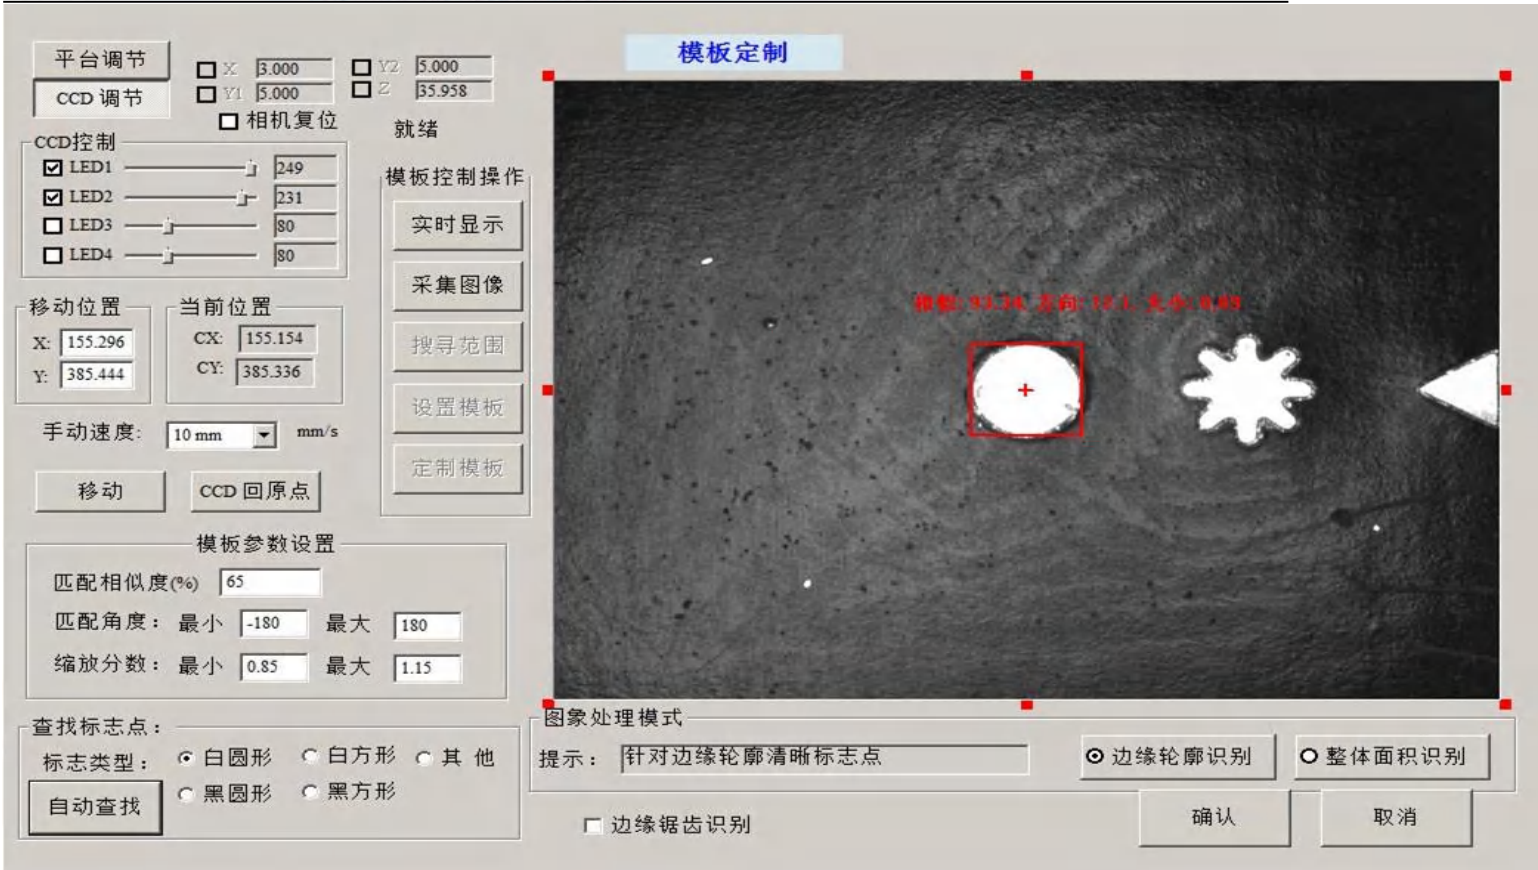 模板定制
平台调节
CCD 调节
X 3.000 Y2 5.000
Y1 5.000 Z 35.958
相机复位
就绪
CCD控制
LED1 249
LED2 231
LED3 80
LED4 80
模板控制操作
实时显示
采集图像
搜寻范围
设置模板
定制模板
移动位置
X: 155.296
Y: 385.444
当前位置
CX: 155.154
CY: 385.336
手动速度: 10 mm mm/s
移动
CCD 回原点
模板参数设置
匹配相似度(%) 65
匹配角度: 最小 -180 最大 180
缩放分数: 最小 0.85 最大 1.15
查找标志点:
标志类型: 白圆形 白方形 其 他
黑圆形 黑方形
自动查找
图象处理模式
提示: 针对边缘轮廓清晰标志点
边缘轮廓识别
整体面积识别
边缘锯齿识别
确认
取消